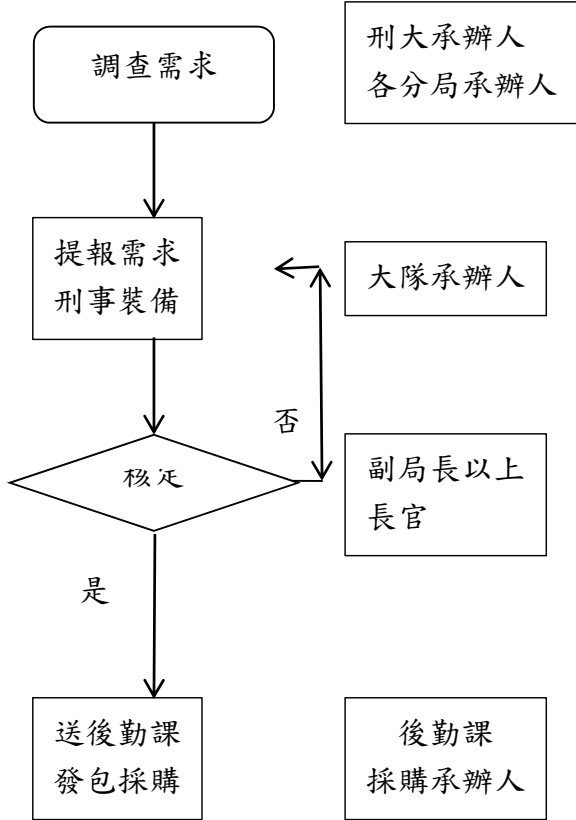 調查需求
刑大承辦人
各分局承辦人
提報需求
刑事裝備
大隊承辦人
否
核定
副局長以上
長官
是
送後勤課
發包採購
後勤課
採購承辦人